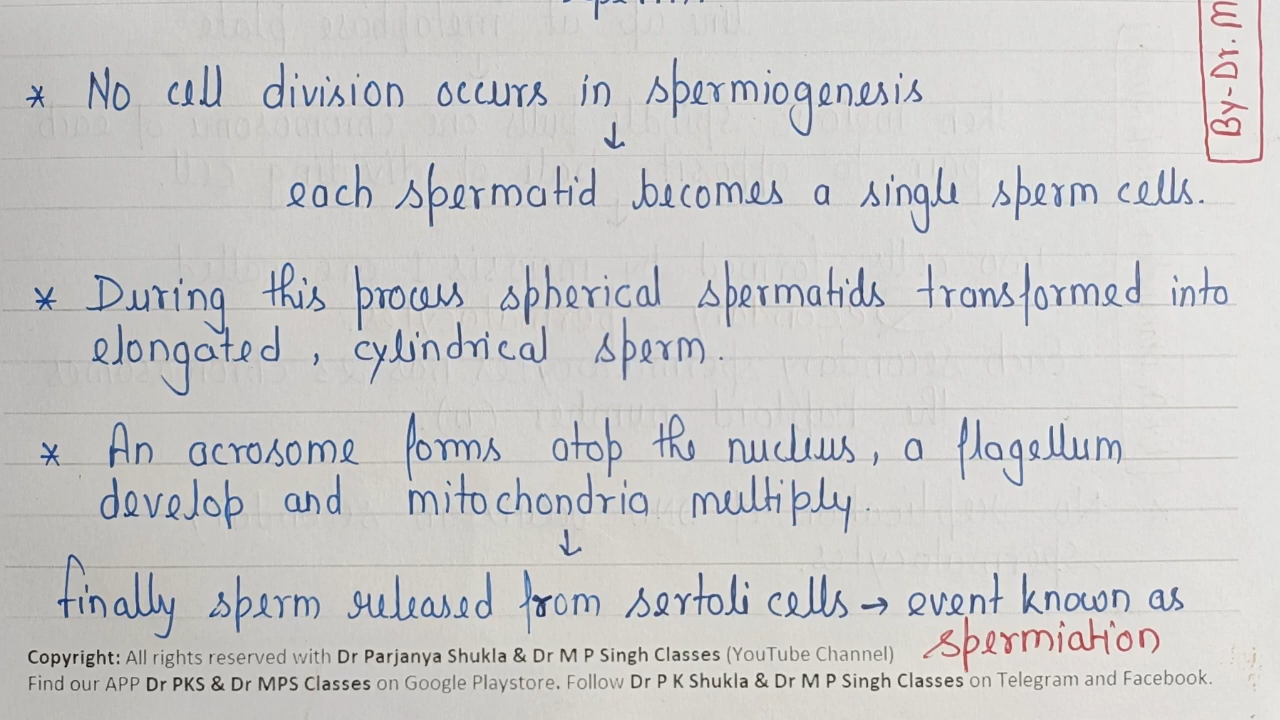 * No cell division occurs in spermiogenesis
↓
each spermatid becomes a single sperm cells.
* During this process spherical spermatids transformed into
elongated, cylindrical sperm.
* An acrosome forms atop the nucleus, a flagellum
develop and mitochondria multiply.
↓
finally sperm released from sertoli cells → event known as
spermiation
By-Dr. M
Copyright: All rights reserved with Dr Parjanya Shukla & Dr M P Singh Classes (YouTube Channel)
Find our APP Dr PKS & Dr MPS Classes on Google Playstore. Follow Dr P K Shukla & Dr M P Singh Classes on Telegram and Facebook.